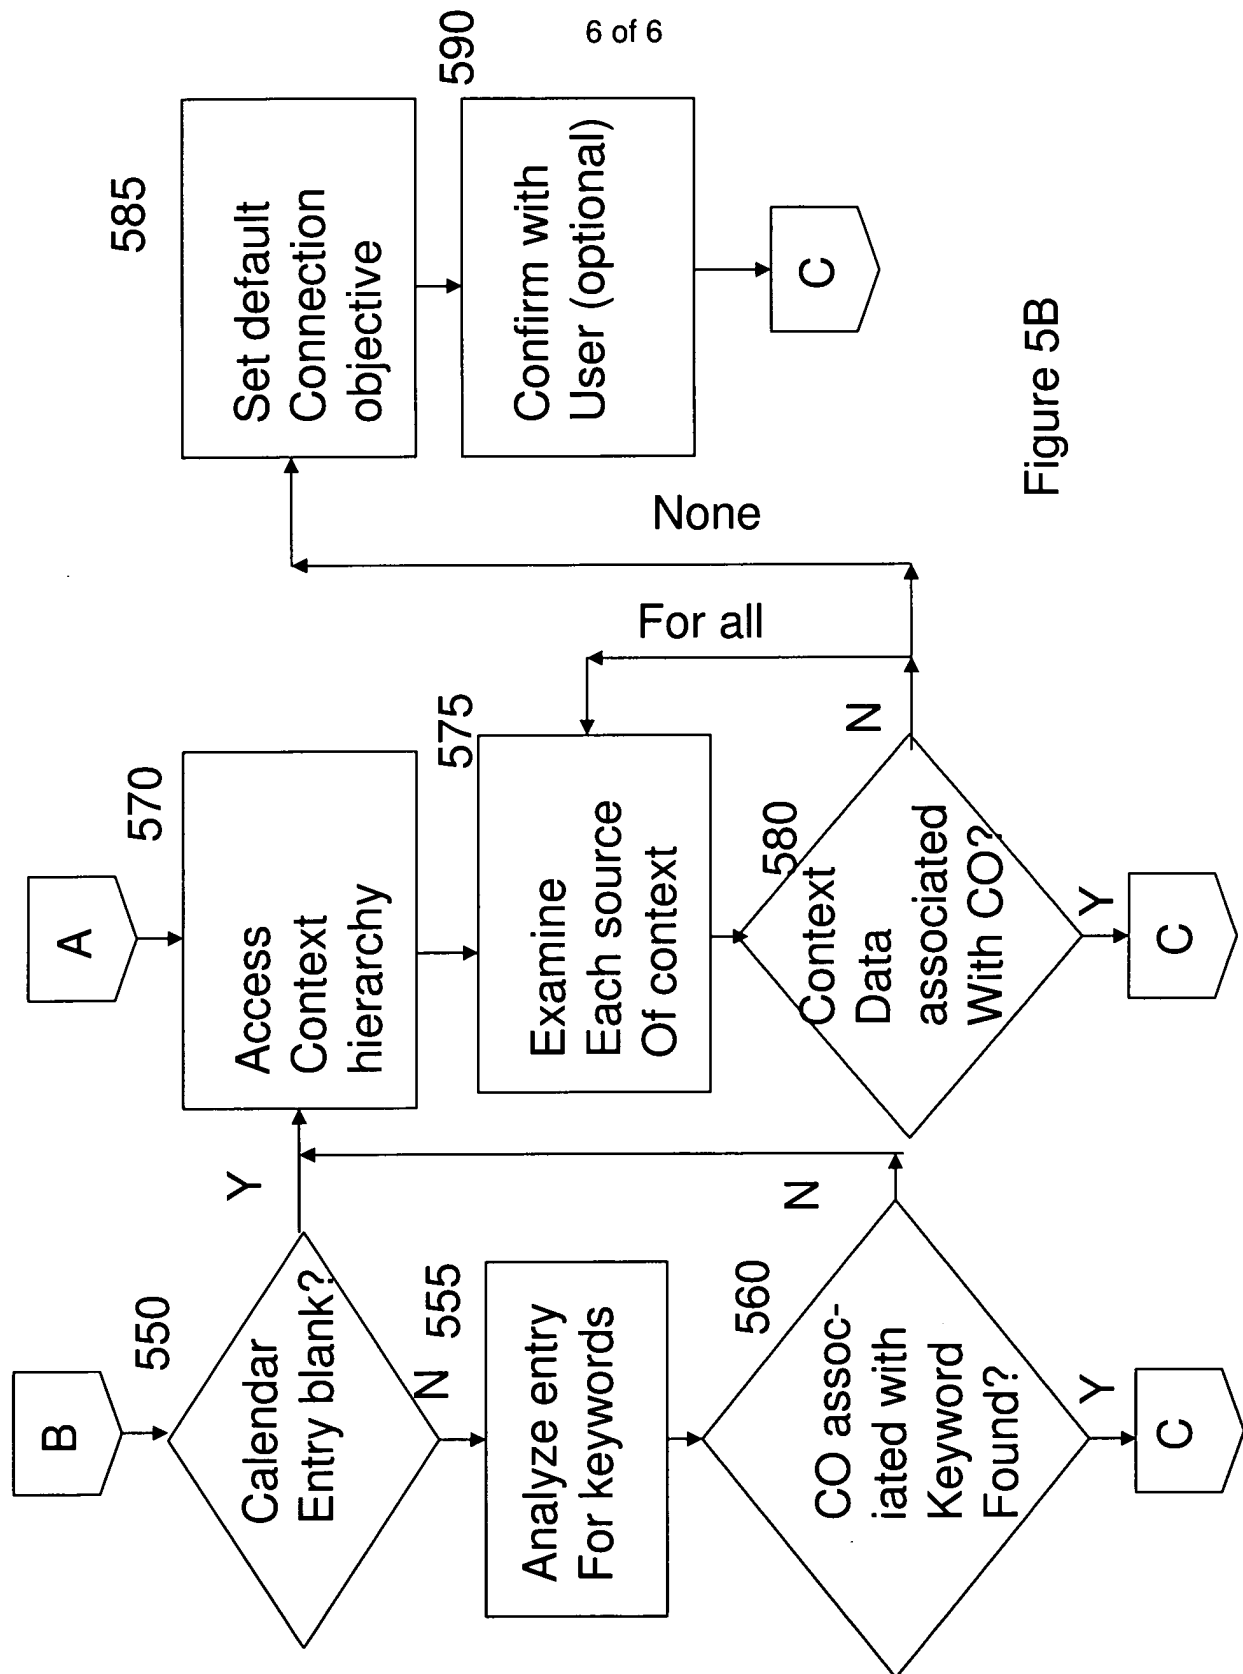 6 of 6
B
550
Calendar
Entry blank?
Y
N
555
Analyze entry
For keywords
560
CO assoc-
iated with
Keyword
Found?
N
Y
C
A
570
Access
Context
hierarchy
575
Examine
Each source
Of context
580
Context
Data
associated
With CO?
N
Y
C
For all
None
585
Set default
Connection
objective
590
Confirm with
User (optional)
C
Figure 5B